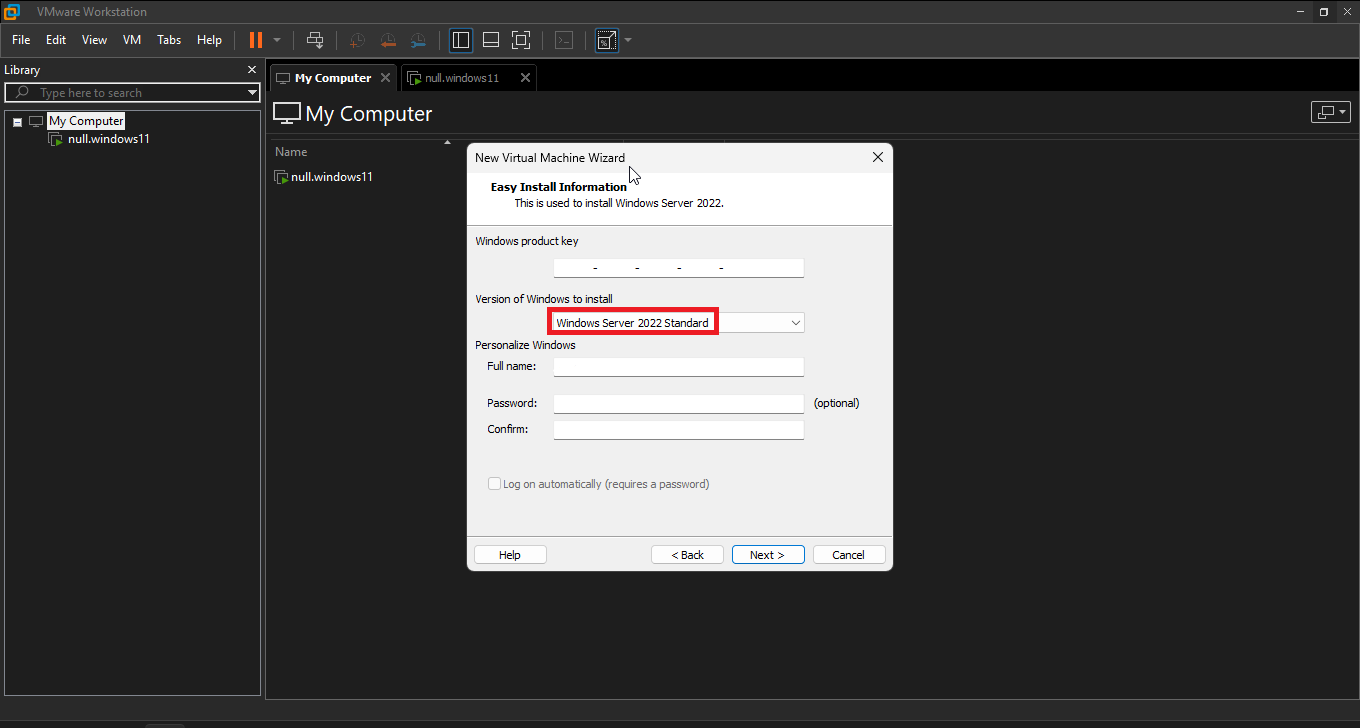 VMware Workstation
File Edit View VM Tabs Help
Library
Type here to search
My Computer
null.windows11
My Computer
null.windows11
My Computer
Name
null.windows11
New Virtual Machine Wizard
Easy Install Information
This is used to install Windows Server 2022.
Windows product key
- - - -
Version of Windows to install
Windows Server 2022 Standard
Personalize Windows
Full name:
Password:
(optional)
Confirm:
Log on automatically (requires a password)
Help
< Back
Next >
Cancel